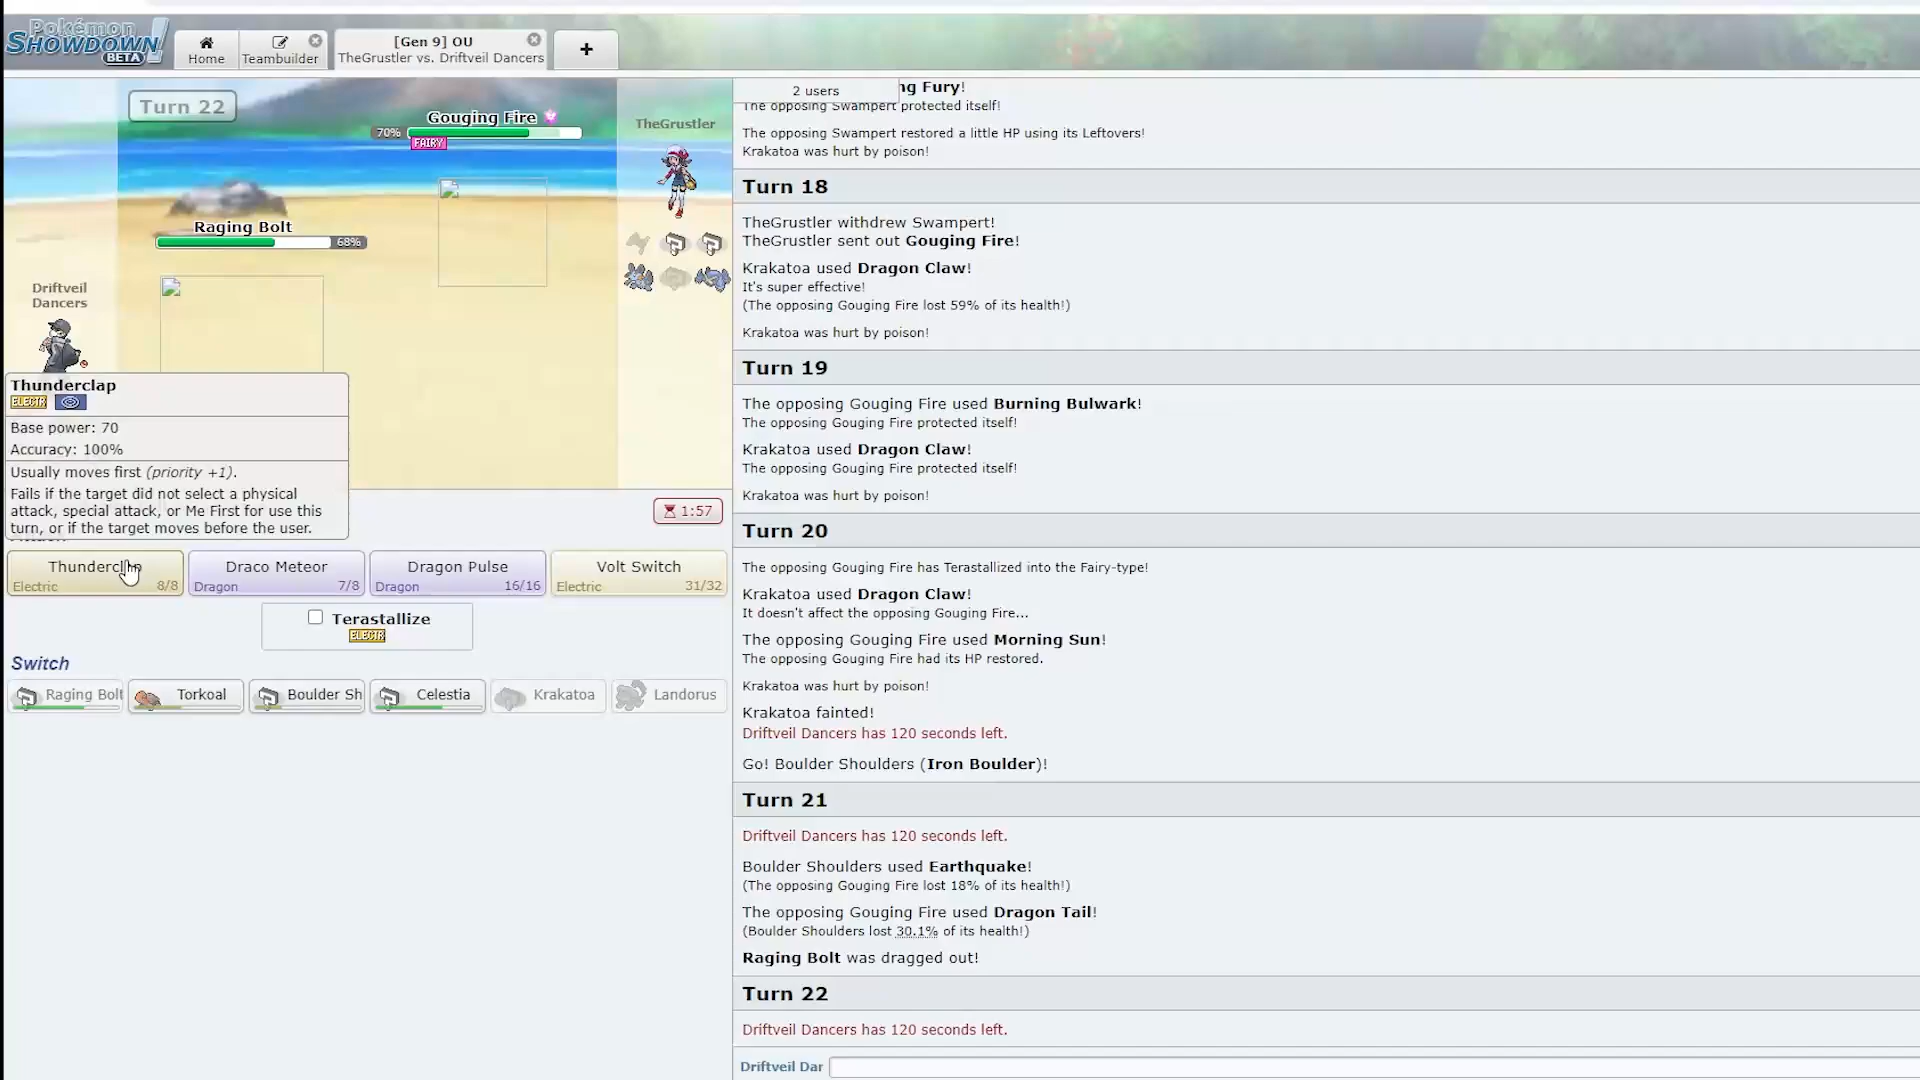 Pokémon
SHOWDOWN!
BETA
Home
Teambuilder
[Gen 9] OU
TheGrustler vs. Driftveil Dancers
+
Turn 22
Gouging Fire
70%
FAIRY
TheGrustler
Raging Bolt
68%
Driftveil
Dancers
Thunderclap
ELECTR
Base power: 70
Accuracy: 100%
Usually moves first (priority +1).
Fails if the target did not select a physical
attack, special attack, or Me First for use this
turn, or if the target moves before the user.
1:57
Thunderclap
Electric 8/8
Draco Meteor
Dragon 7/8
Dragon Pulse
Dragon 16/16
Volt Switch
Electric 31/32
Terastallize
ELECTR
Switch
Raging Bolt
Torkoal
Boulder Sh
Celestia
Krakatoa
Landorus
2 users
ng Fury!
The opposing Swampert protected itself!
The opposing Swampert restored a little HP using its Leftovers!
Krakatoa was hurt by poison!
Turn 18
TheGrustler withdrew Swampert!
TheGrustler sent out Gouging Fire!
Krakatoa used Dragon Claw!
It's super effective!
(The opposing Gouging Fire lost 59% of its health!)
Krakatoa was hurt by poison!
Turn 19
The opposing Gouging Fire used Burning Bulwark!
The opposing Gouging Fire protected itself!
Krakatoa used Dragon Claw!
The opposing Gouging Fire protected itself!
Krakatoa was hurt by poison!
Turn 20
The opposing Gouging Fire has Terastallized into the Fairy-type!
Krakatoa used Dragon Claw!
It doesn't affect the opposing Gouging Fire...
The opposing Gouging Fire used Morning Sun!
The opposing Gouging Fire had its HP restored.
Krakatoa was hurt by poison!
Krakatoa fainted!
Driftveil Dancers has 120 seconds left.
Go! Boulder Shoulders (Iron Boulder)!
Turn 21
Driftveil Dancers has 120 seconds left.
Boulder Shoulders used Earthquake!
(The opposing Gouging Fire lost 18% of its health!)
The opposing Gouging Fire used Dragon Tail!
(Boulder Shoulders lost 30.1% of its health!)
Raging Bolt was dragged out!
Turn 22
Driftveil Dancers has 120 seconds left.
Driftveil Dar